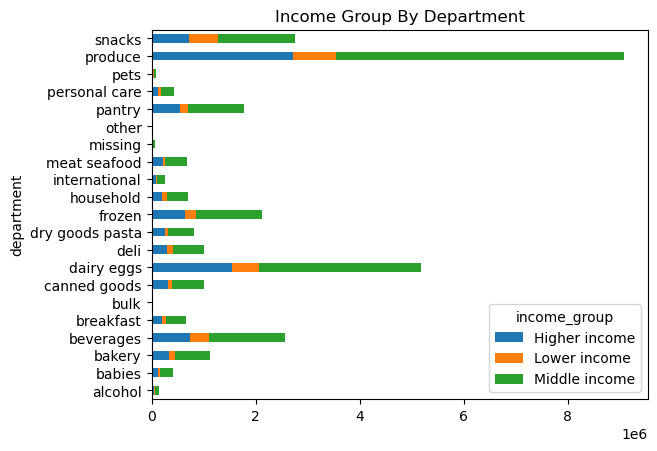 Income Group By Department
department
snacks
produce
pets
personal care
pantry
other
missing
meat seafood
international
household
frozen
dry goods pasta
deli
dairy eggs
canned goods
bulk
breakfast
beverages
bakery
babies
alcohol
income_group
Higher income
Lower income
Middle income
0 2 4 6 8
1e6